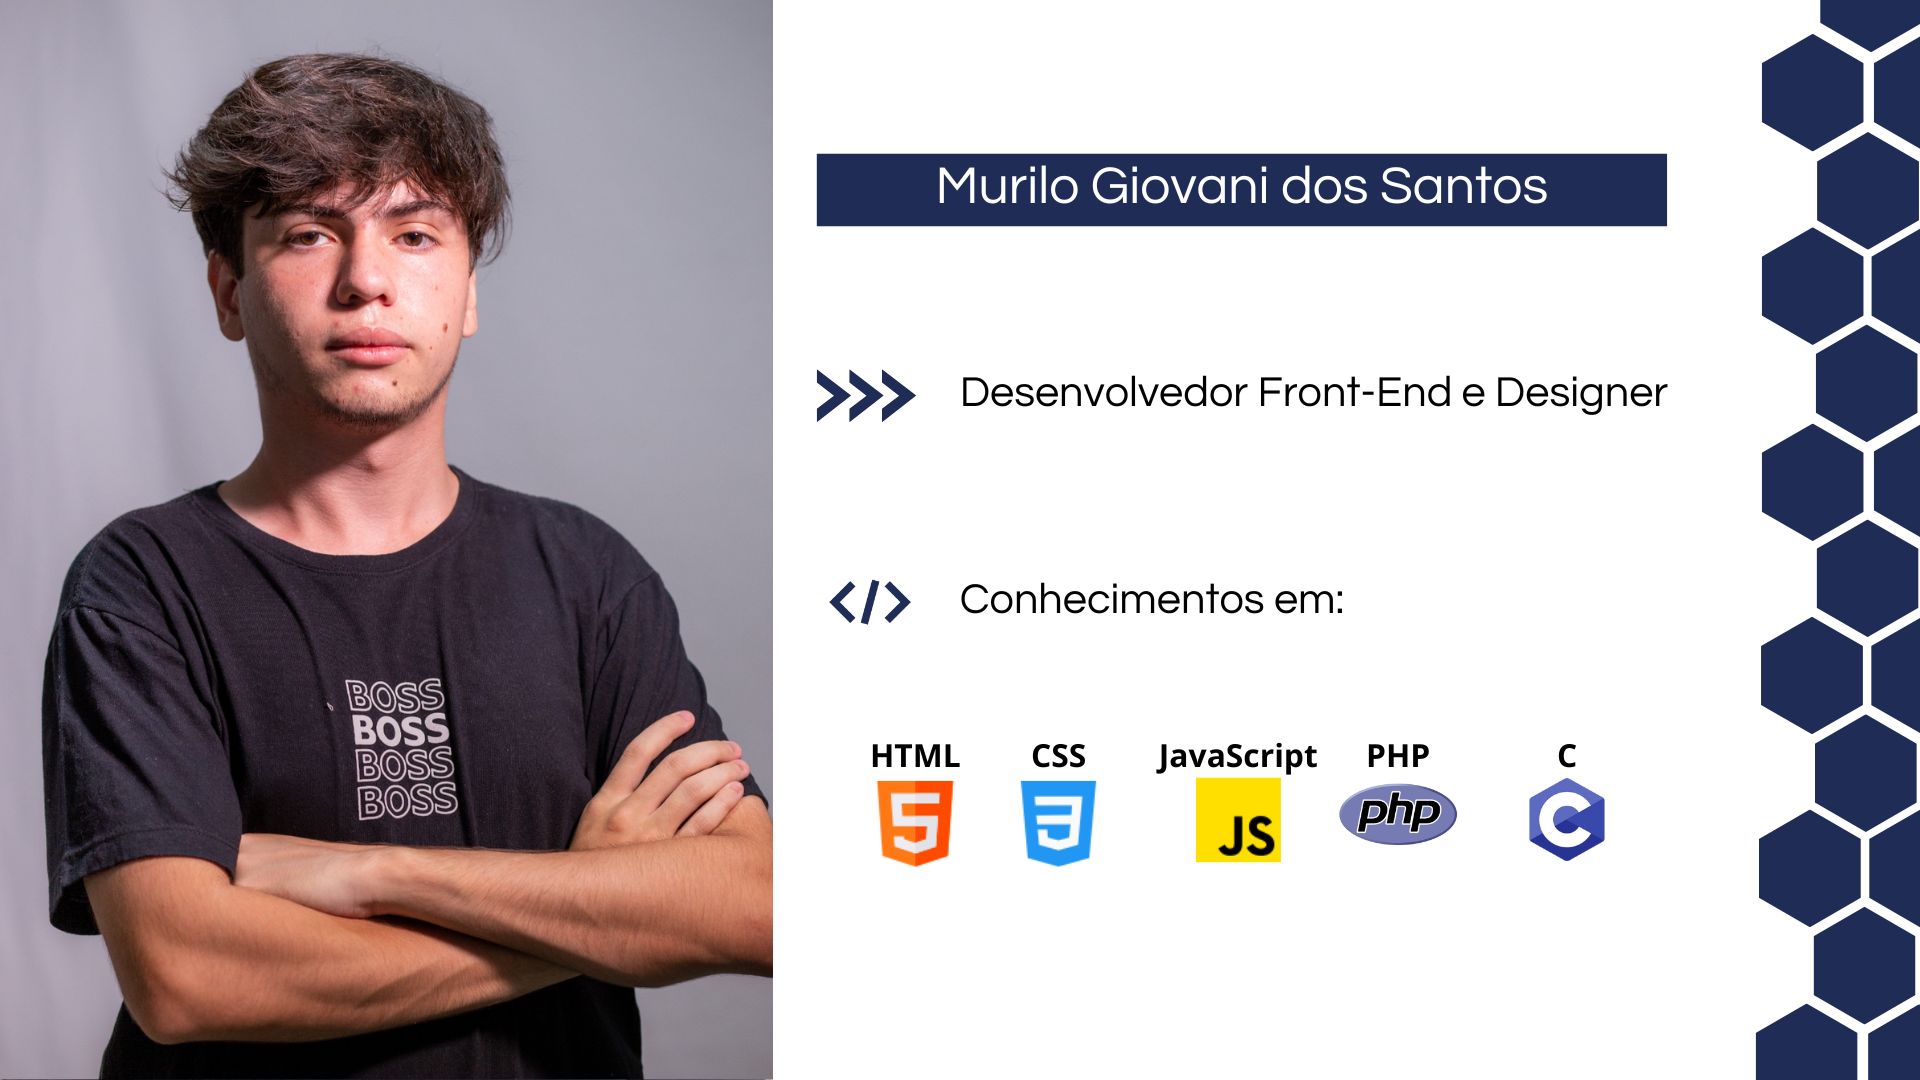 Murilo Giovani dos Santos
Desenvolvedor Front-End e Designer
</> Conhecimentos em:
HTML CSS JavaScript PHP C
5 3 JS php C
BOSS
BOSS
BOSS
BOSS